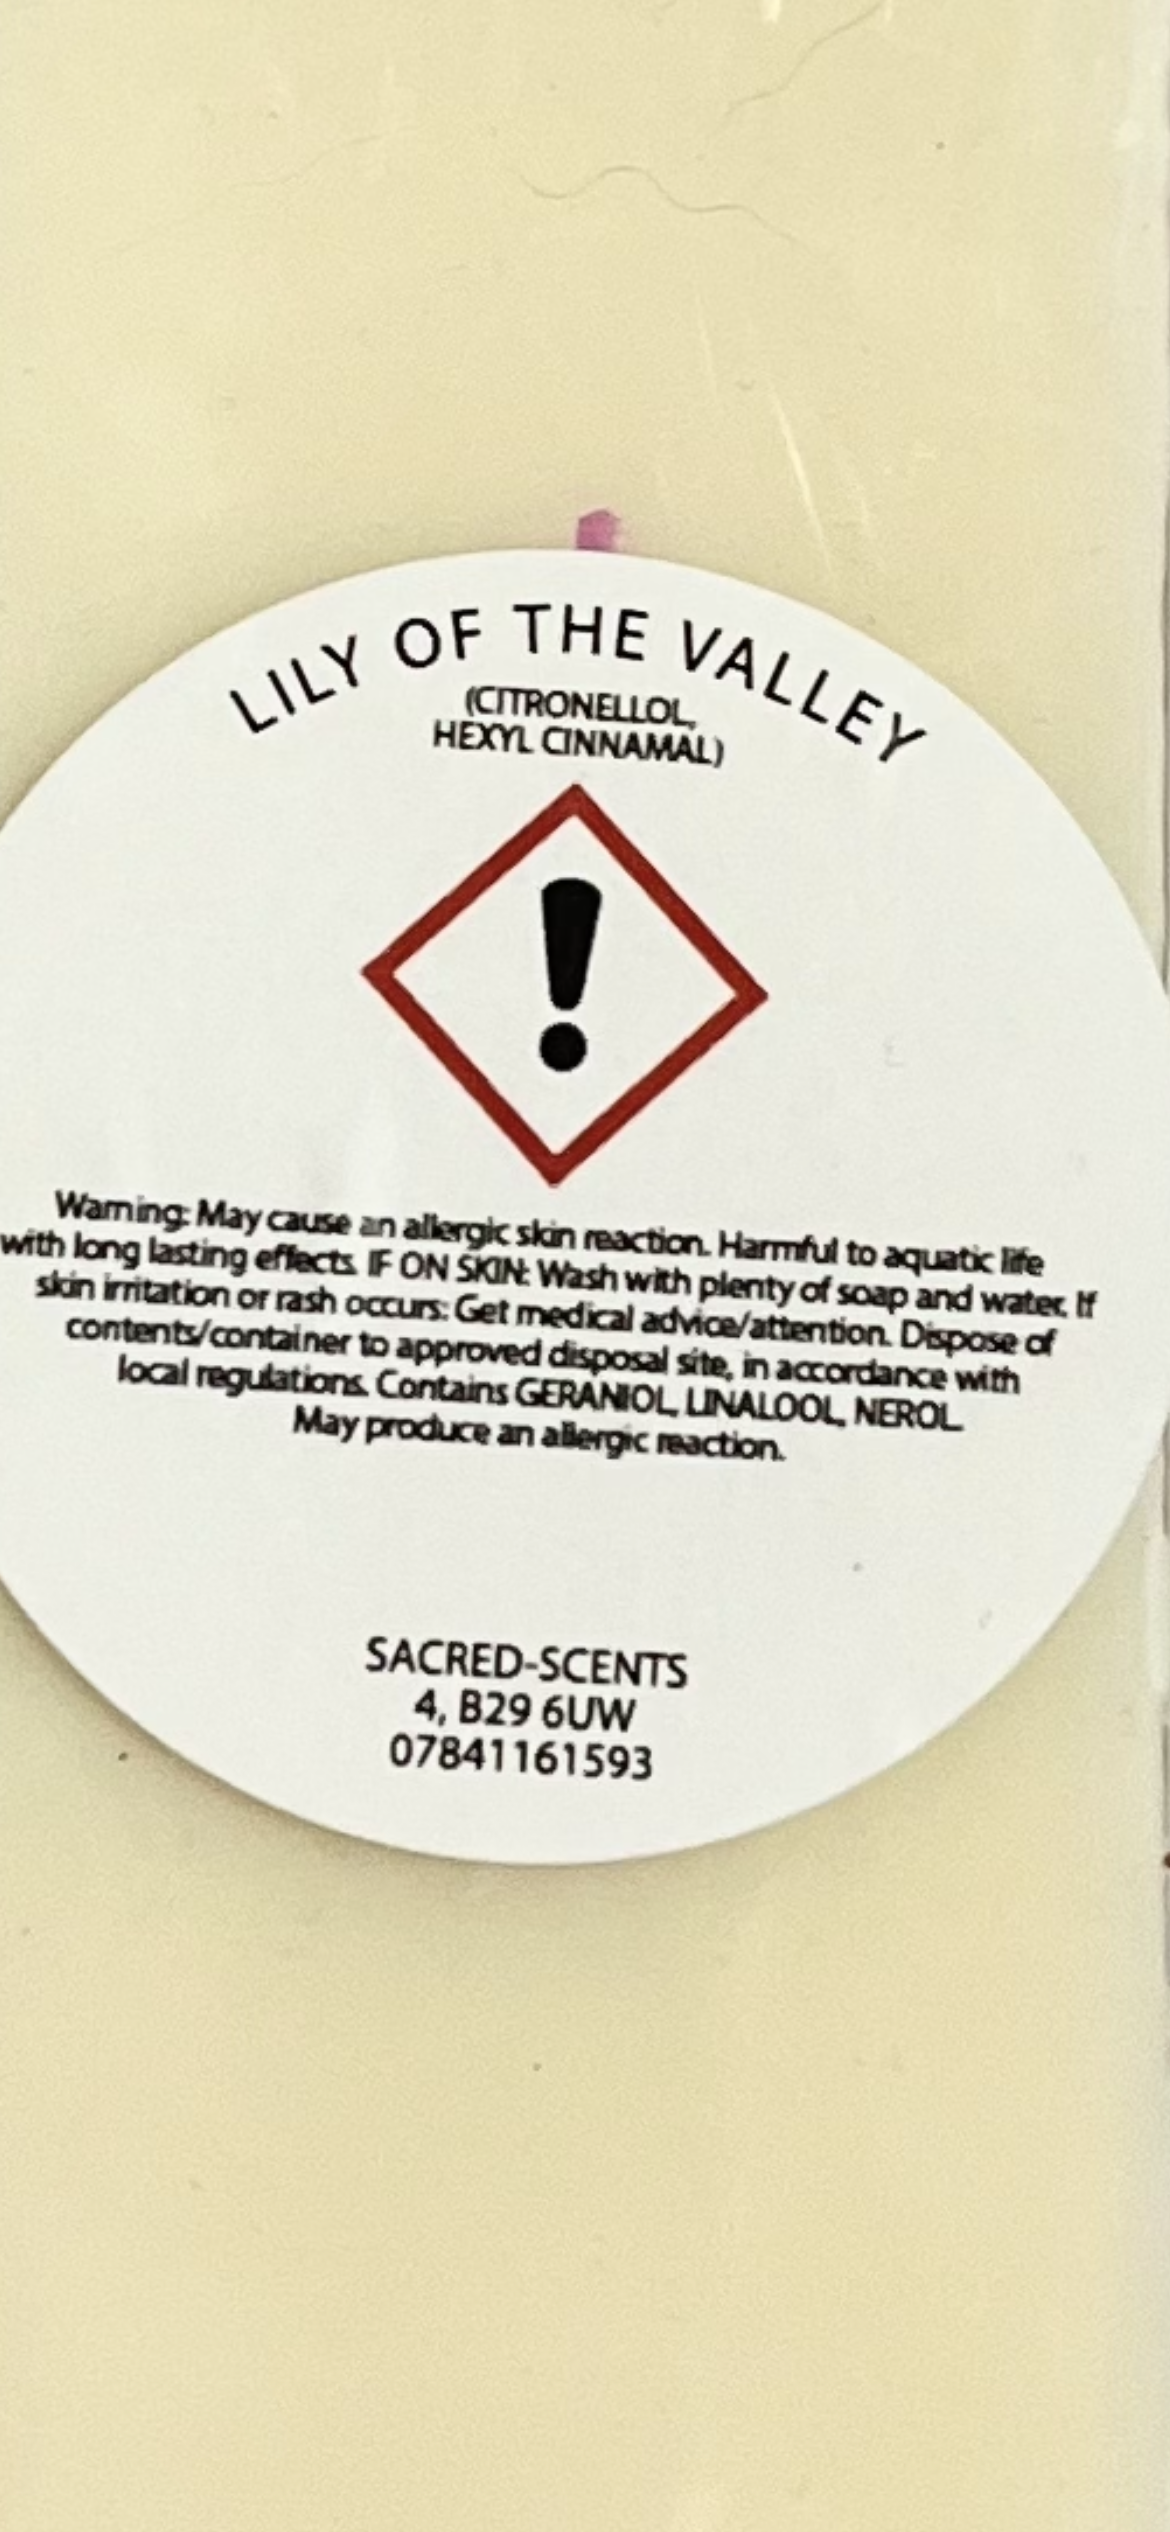 LILY OF THE VALLEY
(CITRONELLOL,
HEXYL CINNAMAL)
!
Warning: May cause an allergic skin reaction. Harmful to aquatic life
with long lasting effects. IF ON SKIN: Wash with plenty of soap and water. If
skin irritation or rash occurs: Get medical advice/attention. Dispose of
contents/container to approved disposal site, in accordance with
local regulations. Contains GERANIOL, LINALOOL, NEROL.
May produce an allergic reaction.
SACRED-SCENTS
4, B29 6UW
07841161593